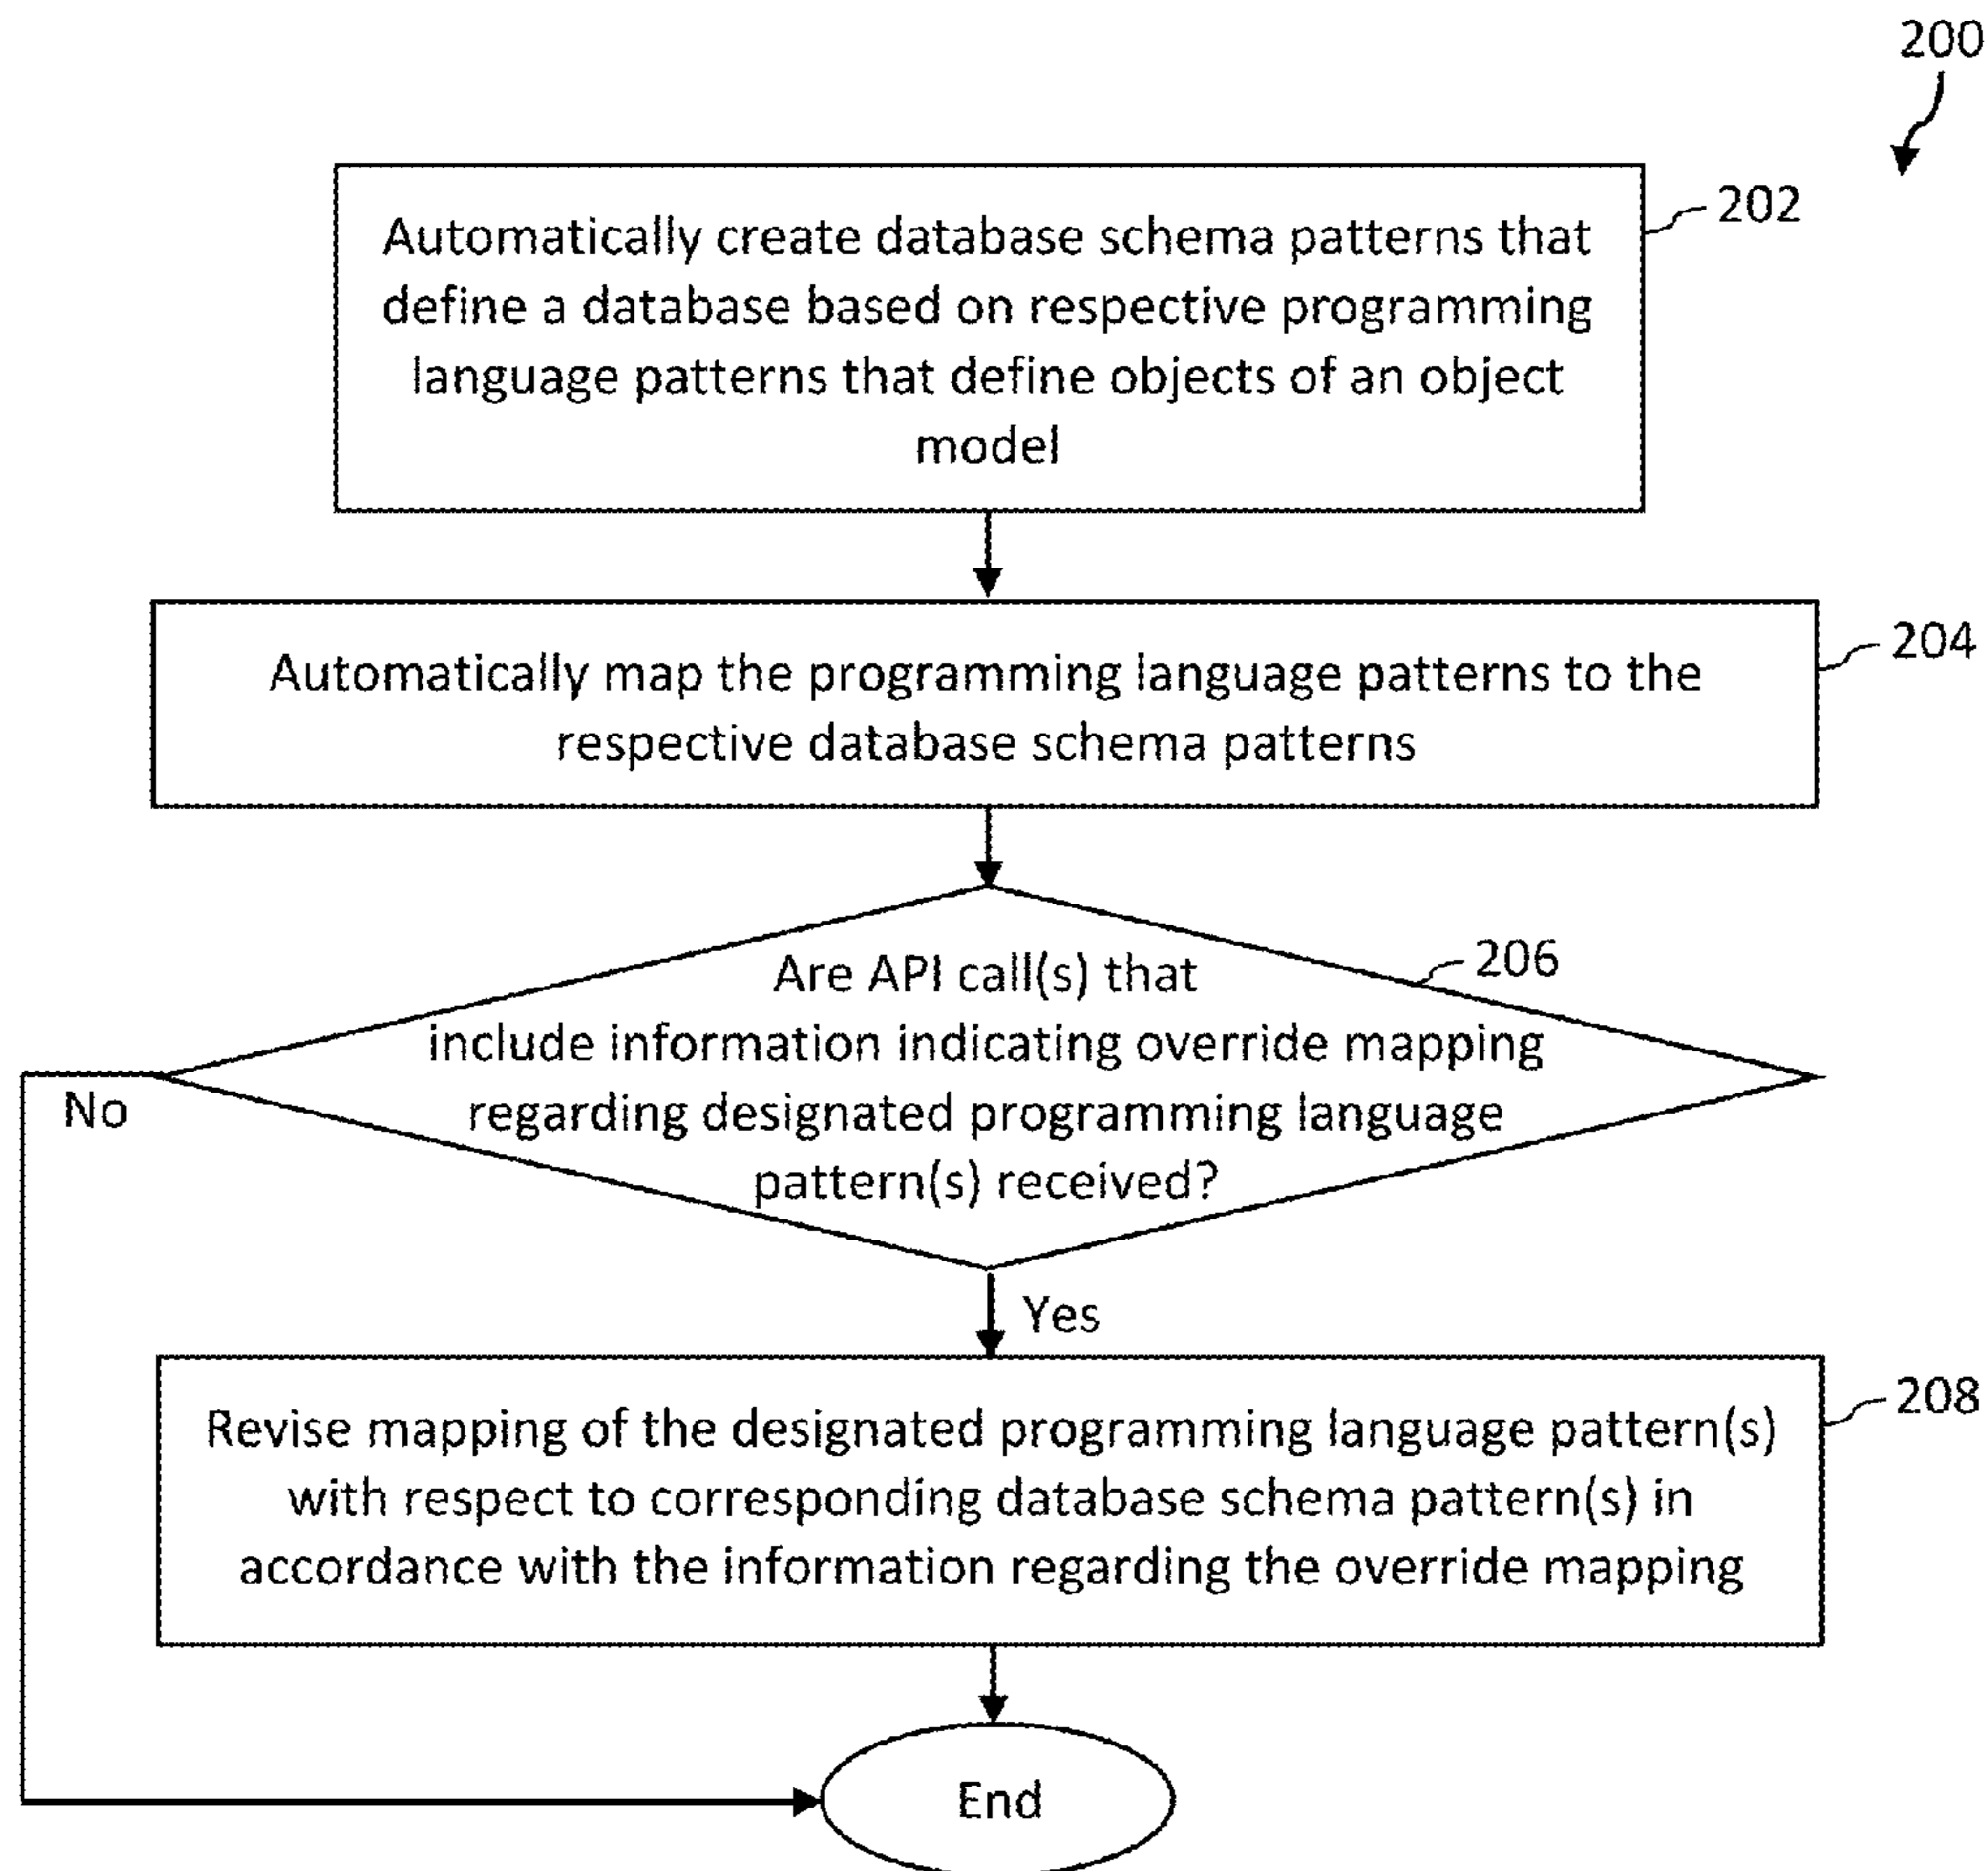 200
Automatically create database schema patterns that
define a database based on respective programming
language patterns that define objects of an object
model
202
Automatically map the programming language patterns to the
respective database schema patterns
204
Are API call(s) that
include information indicating override mapping
regarding designated programming language
pattern(s) received?
206
No
Yes
Revise mapping of the designated programming language pattern(s)
with respect to corresponding database schema pattern(s) in
accordance with the information regarding the override mapping
208
End